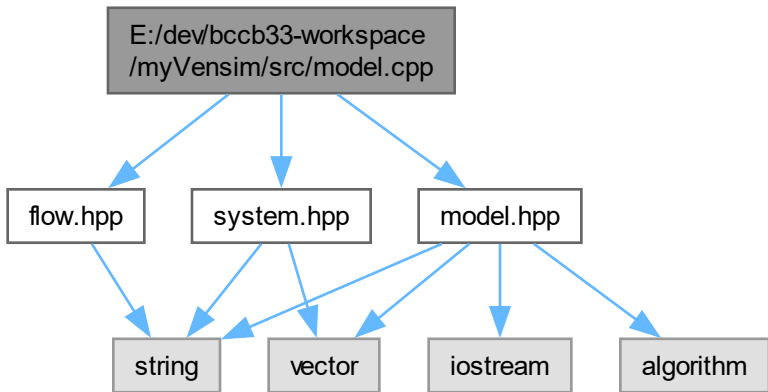 E:/dev/bccb33-workspace
/myVensim/src/model.cpp
flow.hpp
system.hpp
model.hpp
string
vector
iostream
algorithm